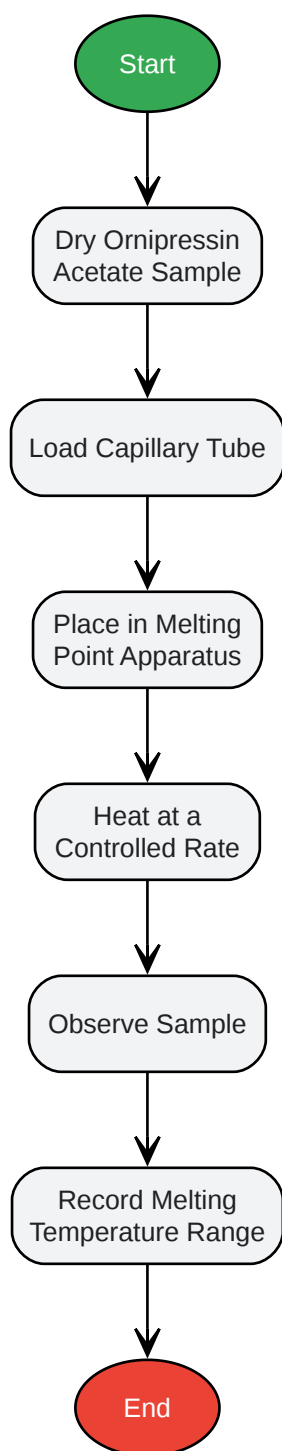 Start
Dry Ornipressin
Acetate Sample
Load Capillary Tube
Place in Melting
Point Apparatus
Heat at a
Controlled Rate
Observe Sample
Record Melting
Temperature Range
End